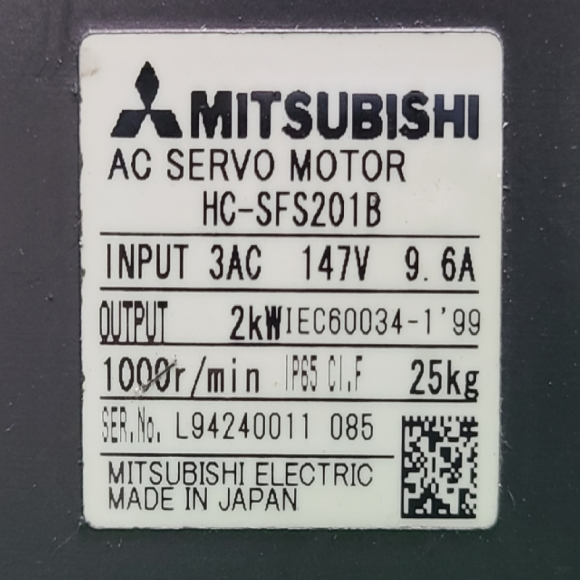 MITSUBISHI
AC SERVO MOTOR
HC-SFS201B
INPUT 3AC 147V 9.6A
OUTPUT 2kW IEC60034-1'99
1000r/min IP65 Cl.F 25kg
SER.No. L94240011 085
MITSUBISHI ELECTRIC
MADE IN JAPAN